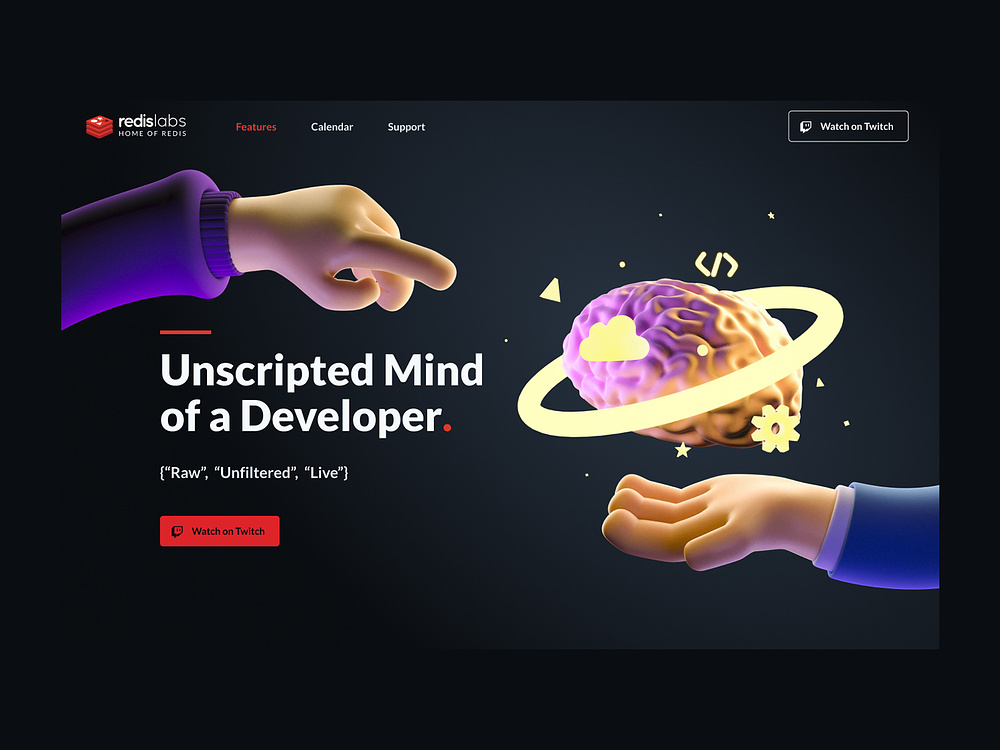 redislabs
HOME OF REDIS
Features
Calendar
Support
Watch on Twitch
</>
Unscripted Mind
of a Developer.
{“Raw”, “Unfiltered”, “Live”}
Watch on Twitch